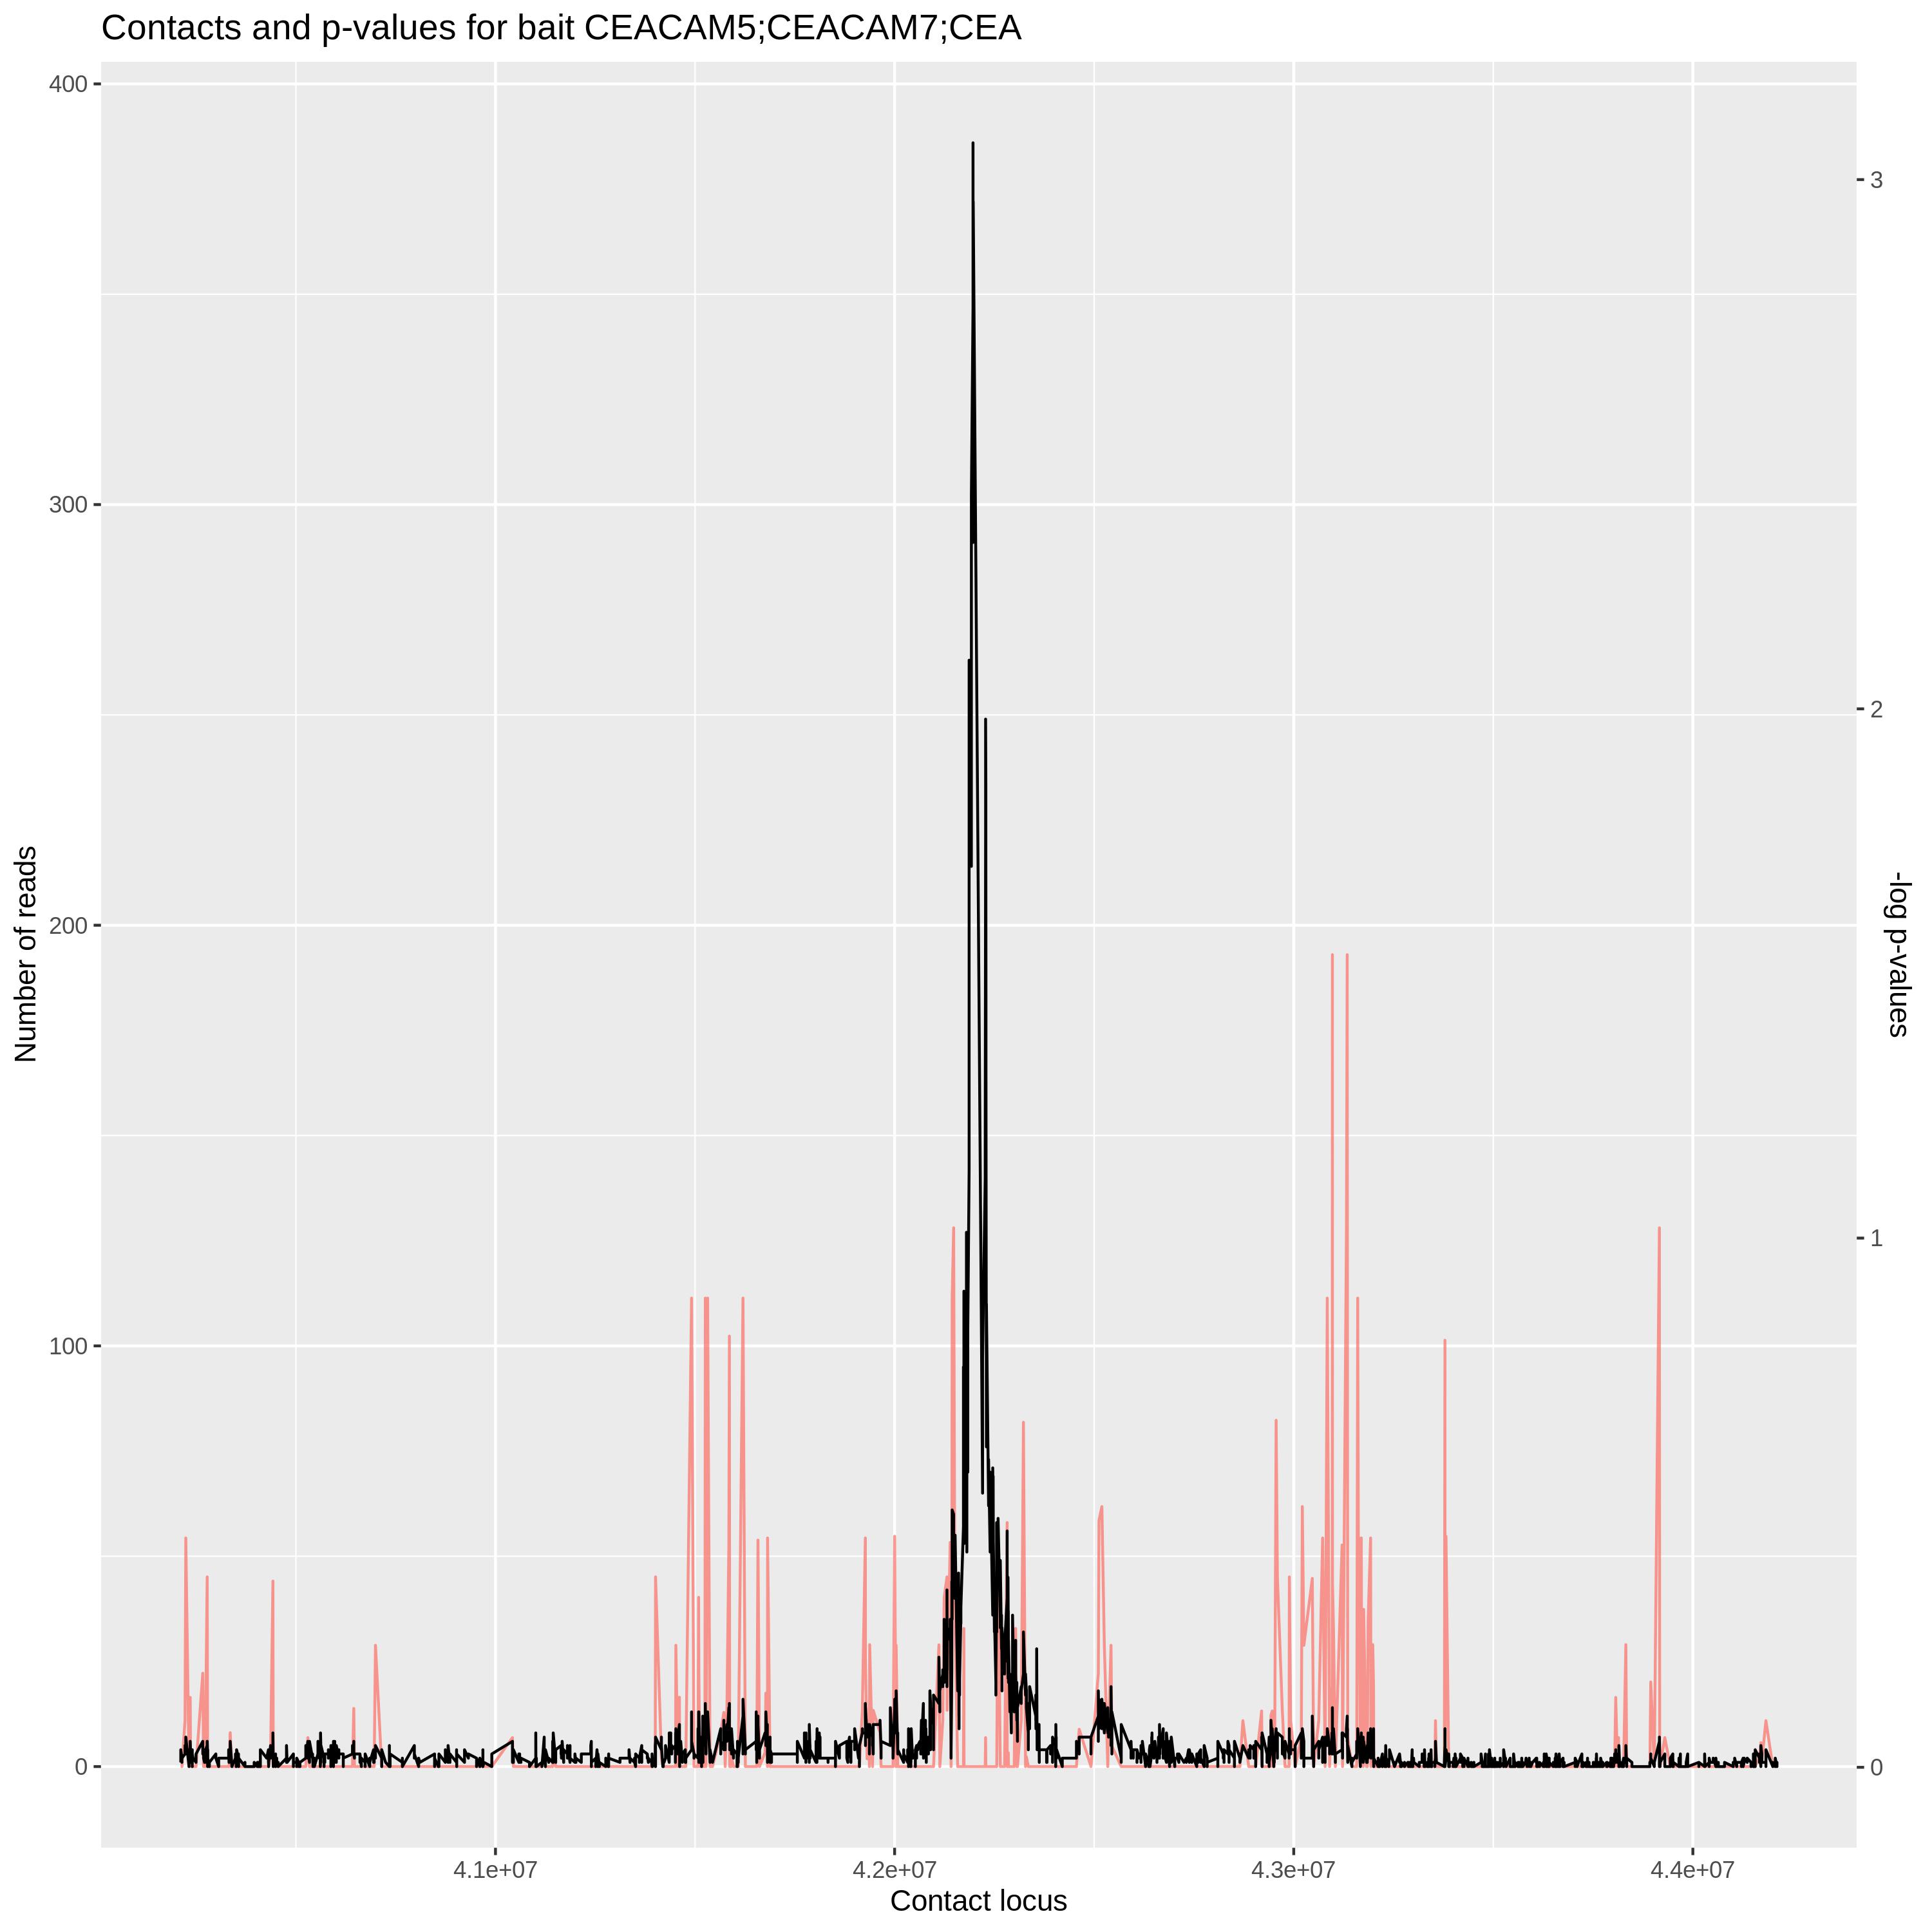 Contacts and p-values for bait CEACAM5;CEACAM7;CEA
400
300
200
100
0
Number of reads
3
2
1
0
-log p-values
4.1e+07 4.2e+07 4.3e+07 4.4e+07
Contact locus